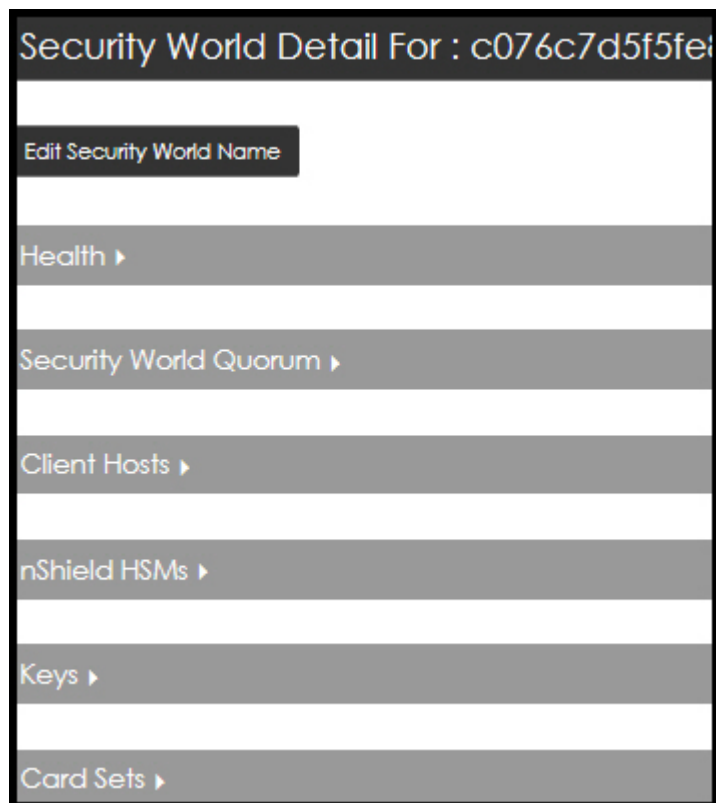 Security World Detail For : c076c7d5f5fe
Edit Security World Name
Health
Security World Quorum
Client Hosts
nShield HSMs
Keys
Card Sets